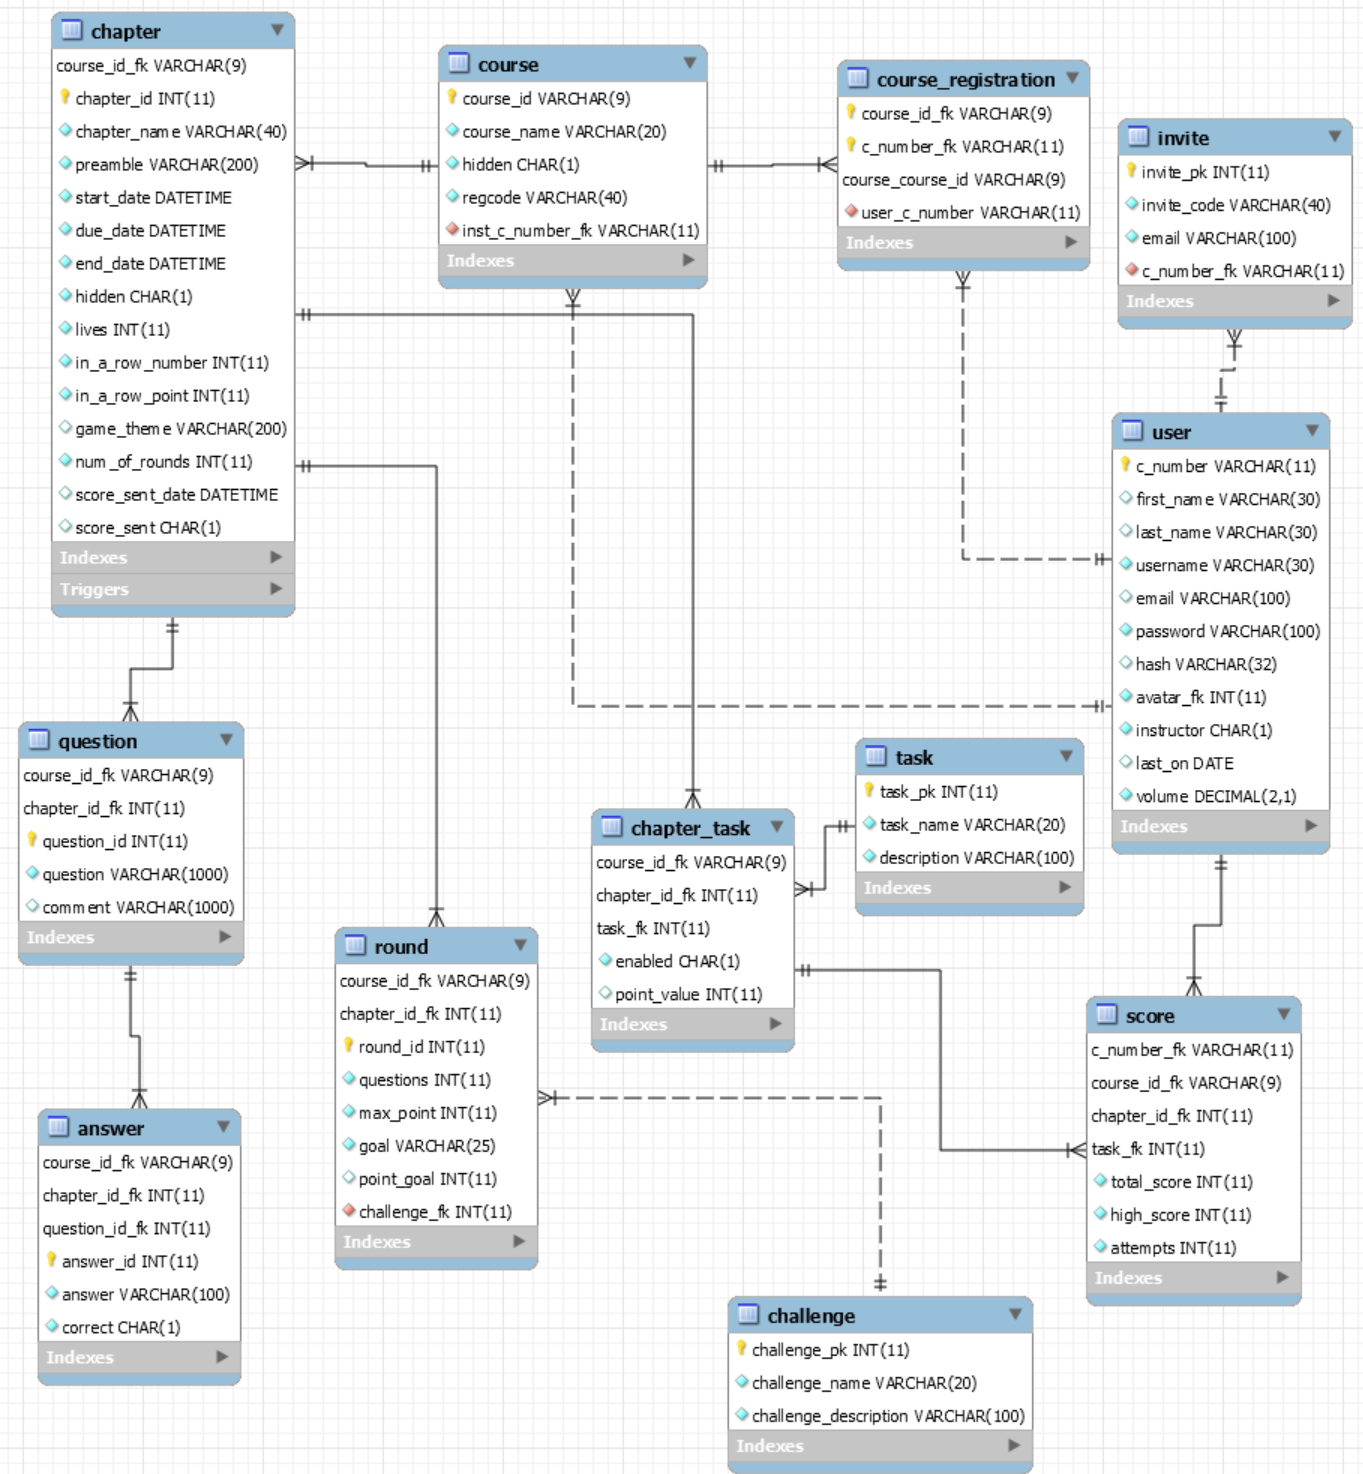 chapter
course_id_fk VARCHAR(9)
chapter_id INT(11)
chapter_name VARCHAR(40)
preamble VARCHAR(200)
start_date DATETIME
due_date DATETIME
end_date DATETIME
hidden CHAR(1)
lives INT(11)
in_a_row_number INT(11)
in_a_row_point INT(11)
game_theme VARCHAR(200)
num_of_rounds INT(11)
score_sent_date DATETIME
score_sent CHAR(1)
Indexes
Triggers
course
course_id VARCHAR(9)
course_name VARCHAR(20)
hidden CHAR(1)
regcode VARCHAR(40)
inst_c_number_fk VARCHAR(11)
Indexes
course_registration
course_id_fk VARCHAR(9)
c_number_fk VARCHAR(11)
course_course_id VARCHAR(9)
user_c_number VARCHAR(11)
Indexes
invite
invite_pk INT(11)
invite_code VARCHAR(40)
email VARCHAR(100)
c_number_fk VARCHAR(11)
Indexes
user
c_number VARCHAR(11)
first_name VARCHAR(30)
last_name VARCHAR(30)
username VARCHAR(30)
email VARCHAR(100)
password VARCHAR(100)
hash VARCHAR(32)
avatar_fk INT(11)
instructor CHAR(1)
last_on DATE
volume DECIMAL(2,1)
Indexes
question
course_id_fk VARCHAR(9)
chapter_id_fk INT(11)
question_id INT(11)
question VARCHAR(1000)
comment VARCHAR(1000)
Indexes
task
task_pk INT(11)
task_name VARCHAR(20)
description VARCHAR(100)
Indexes
chapter_task
course_id_fk VARCHAR(9)
chapter_id_fk INT(11)
task_fk INT(11)
enabled CHAR(1)
point_value INT(11)
Indexes
round
course_id_fk VARCHAR(9)
chapter_id_fk INT(11)
round_id INT(11)
questions INT(11)
max_point INT(11)
goal VARCHAR(25)
point_goal INT(11)
challenge_fk INT(11)
Indexes
score
c_number_fk VARCHAR(11)
course_id_fk VARCHAR(9)
chapter_id_fk INT(11)
task_fk INT(11)
total_score INT(11)
high_score INT(11)
attempts INT(11)
Indexes
answer
course_id_fk VARCHAR(9)
chapter_id_fk INT(11)
question_id_fk INT(11)
answer_id INT(11)
answer VARCHAR(100)
correct CHAR(1)
Indexes
challenge
challenge_pk INT(11)
challenge_name VARCHAR(20)
challenge_description VARCHAR(100)
Indexes